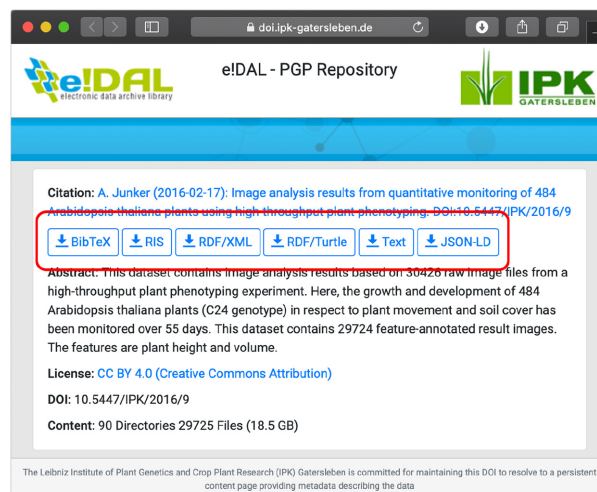 doi.ipk-gatersleben.de
e!DAL
electronic data archive library
e!DAL - PGP Repository
IPK
GATERSLEBEN
Citation: A. Junker (2016-02-17): Image analysis results from quantitative monitoring of 484
Arabidopsis thaliana plants using high throughput plant phenotyping. DOI:10.5447/IPK/2016/9
BibTeX RIS RDF/XML RDF/Turtle Text JSON-LD
Abstract: This dataset contains image analysis results based on 30426 raw image files from a
high-throughput plant phenotyping experiment. Here, the growth and development of 484
Arabidopsis thaliana plants (C24 genotype) in respect to plant movement and soil cover has
been monitored over 55 days. This dataset contains 29724 feature-annotated result images.
The features are plant height and volume.
License: CC BY 4.0 (Creative Commons Attribution)
DOI: 10.5447/IPK/2016/9
Content: 90 Directories 29725 Files (18.5 GB)
The Leibniz Institute of Plant Genetics and Crop Plant Research (IPK) Gatersleben is committed for maintaining this DOI to resolve to a persistent
content page providing metadata describing the data